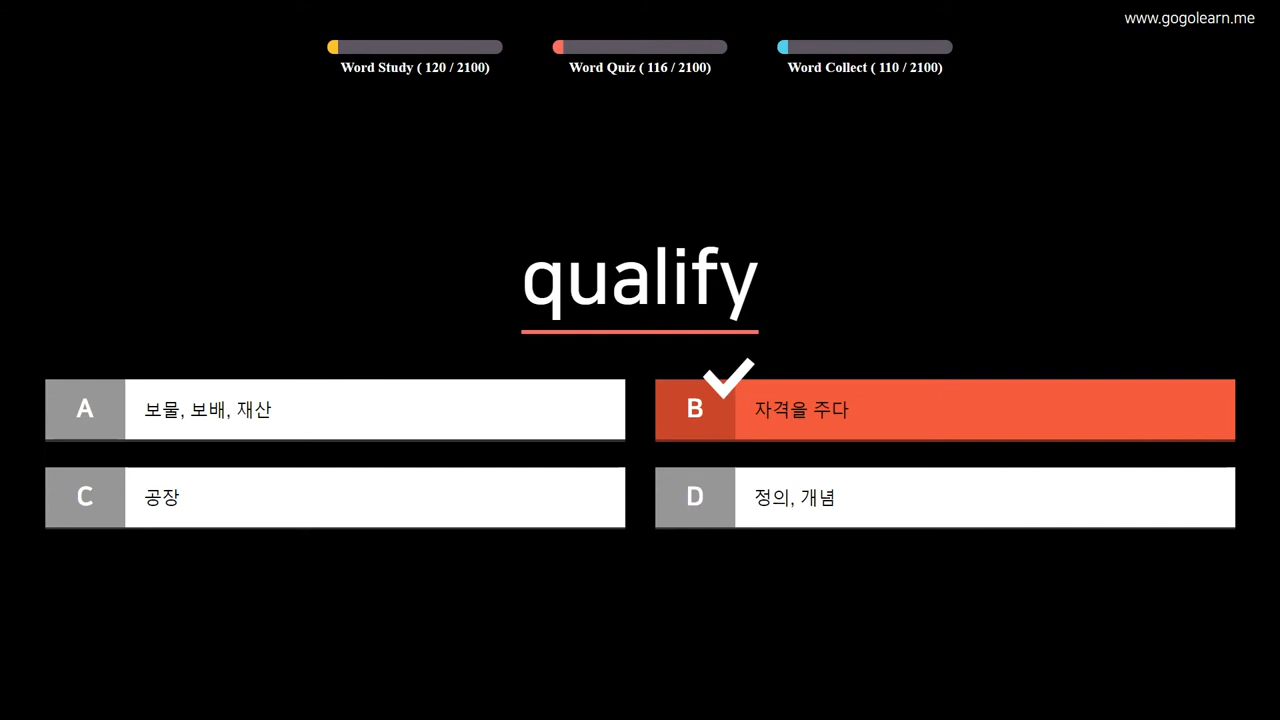 www.gogolearn.me
Word Study ( 120 / 2100)
Word Quiz ( 116 / 2100)
Word Collect ( 110 / 2100)
qualify
A 보물, 보배, 재산
B 자격을 주다
C 공장
D 정의, 개념